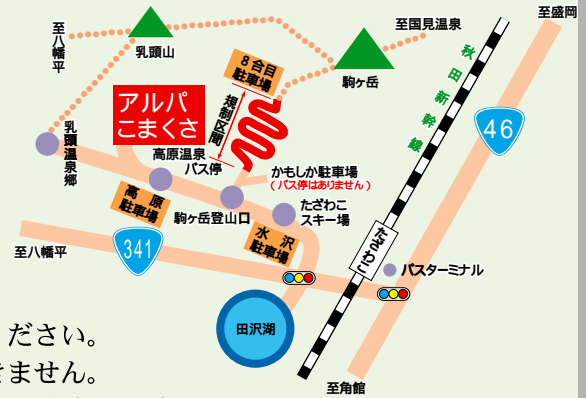 至盛岡
至八幡平
乳頭山
至国見温泉
駒ヶ岳
秋田新幹線
8合目
駐車場
規制区間
アルパ
こまくさ
46
乳頭温泉郷
高原温泉
バス停
かもしか駐車場
(バス停はありません)
高原
駐車場
駒ヶ岳登山口
たざわこ
スキー場
水沢
駐車場
至八幡平
341
たざわこ
バスターミナル
田沢湖
ださい。
きません。
至角館